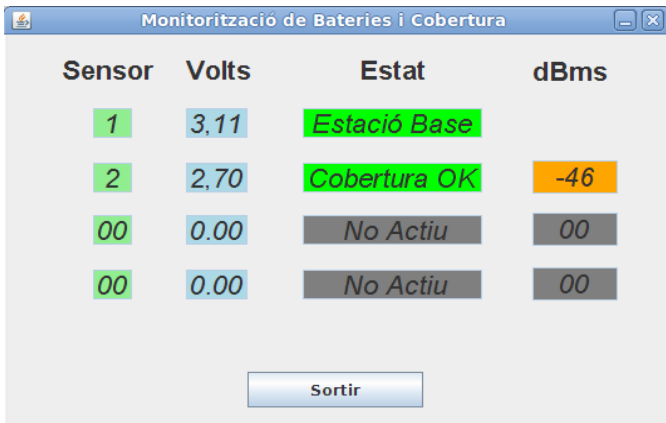 Monitorització de Bateries i Cobertura
Sensor Volts Estat dBms
1 3,11 Estació Base
2 2,70 Cobertura OK -46
00 0.00 No Actiu 00
00 0.00 No Actiu 00
Sortir